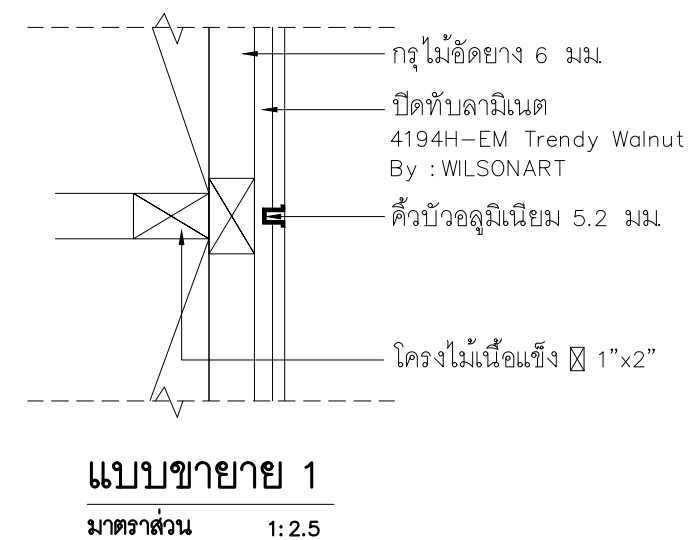 กรุไม้อัดยาง 6 มม.
ปิดทับลามิเนต
4194H-EM Trendy Walnut
By : WILSONART
คิ้วบัวอลูมิเนียม 5.2 มม.
โครงไม้เนื้อแข็ง 1"x2"
แบบขายาย 1
มาตราส่วน 1:2.5